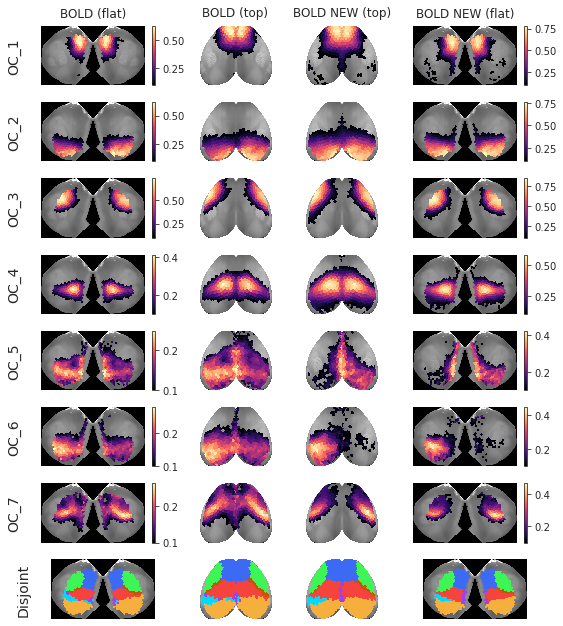 BOLD (flat) BOLD (top) BOLD NEW (top) BOLD NEW (flat)
OC_1 0.50 0.25 0.75 0.50 0.25
OC_2 0.50 0.25 0.75 0.50 0.25
OC_3 0.50 0.25 0.75 0.50 0.25
OC_4 0.4 0.2 0.50 0.25
OC_5 0.2 0.1 0.4 0.2
OC_6 0.2 0.1 0.4 0.2
OC_7 0.2 0.1 0.4 0.2
Disjoint